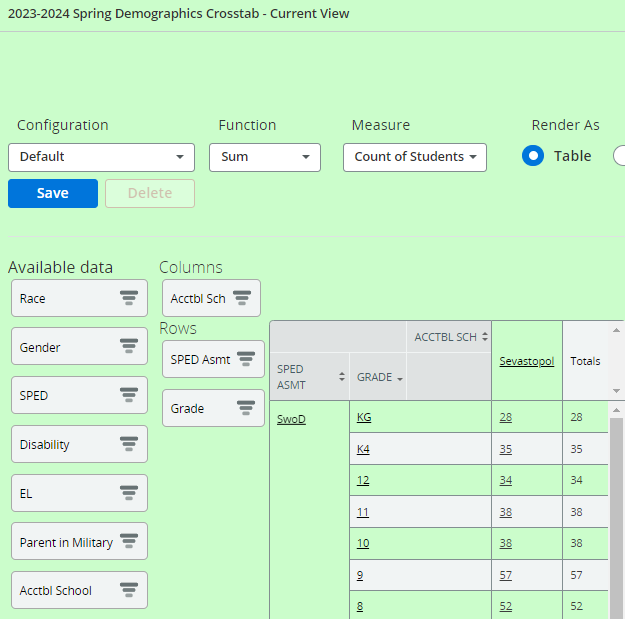 2023-2024 Spring Demographics Crosstab - Current View
Configuration Function Measure Render As
Default Sum Count of Students Table
Save Delete
Available data Columns
Race Acctbl Sch
Rows
Gender SPED Asmt
SPED Grade
Disability
EL
Parent in Military
Acctbl School
ACCTBL SCH Sevastopol Totals
SPED ASMT GRADE
SwoD KG 28 28
K4 35 35
12 34 34
11 38 38
10 38 38
9 57 57
8 52 52